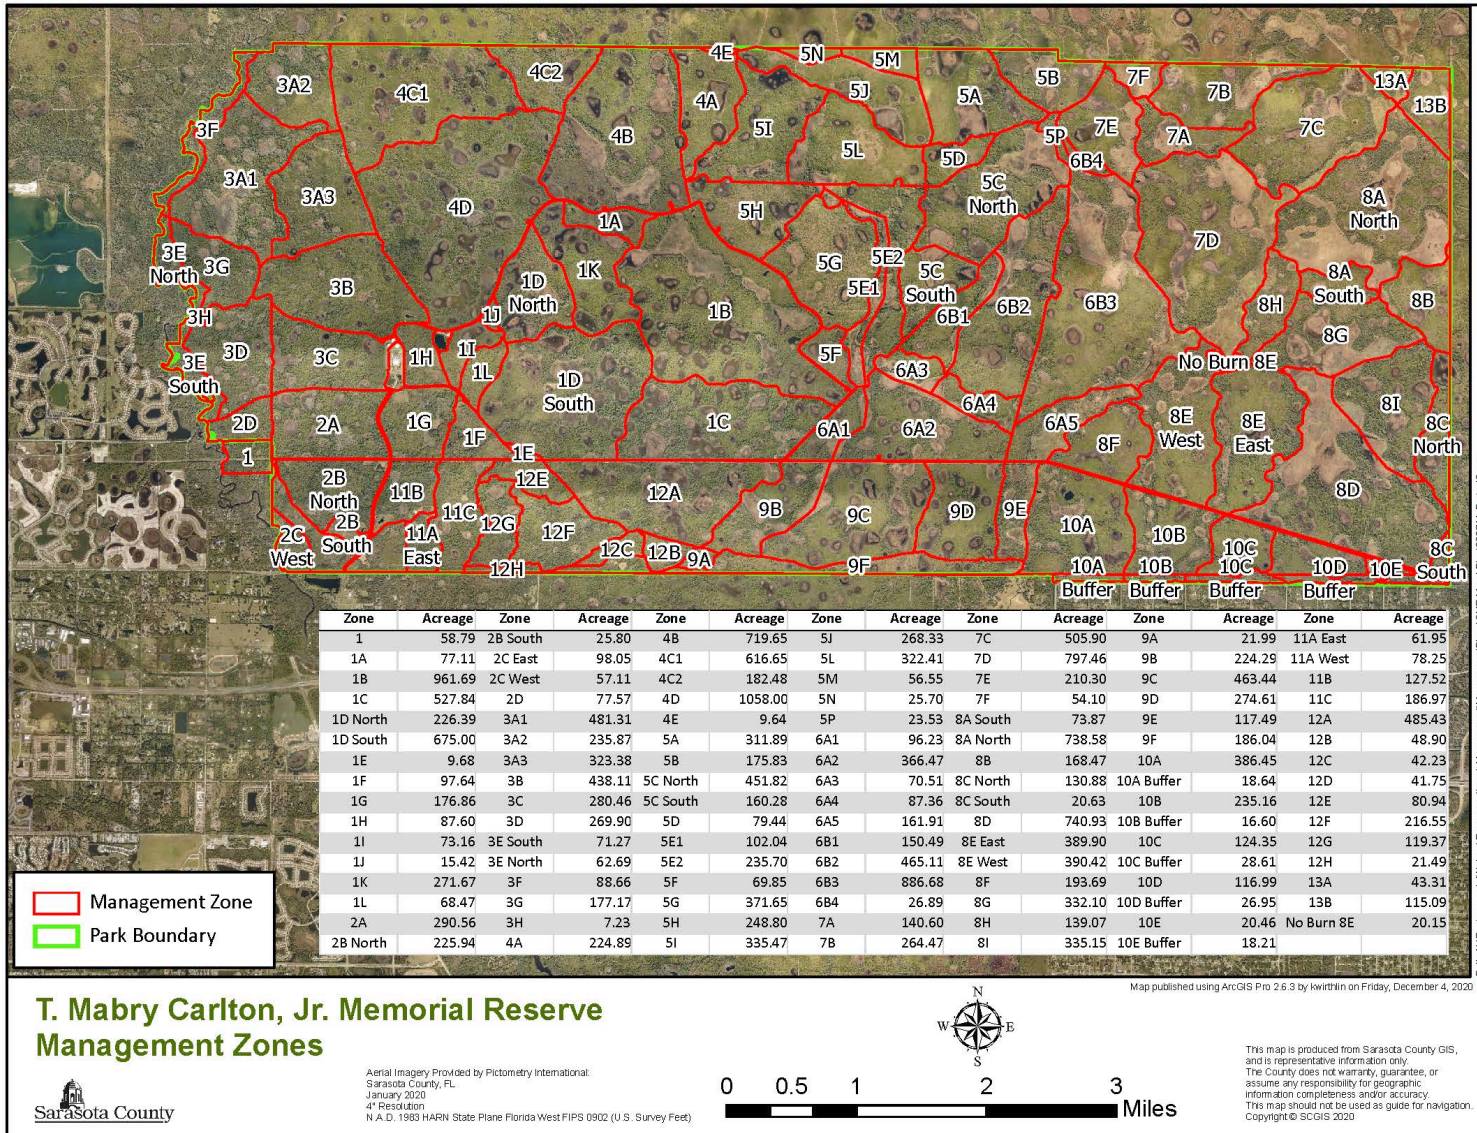 3A2
4C1
4C2
4E
5N
5M
5B
7F
7B
13A
13B
4A
5J
5A
3F
4B
5I
5L
5P
7E
7A
7C
5D
6B4
3A1
3A3
4D
1A
5H
5C
North
8A
North
7D
3E
North
3G
3B
1D
North
1K
5G
5E2
5E1
5C
South
8A
South
1J
1B
6B1
6B2
6B3
8H
8B
3H
3D
3E
South
3C
1H
1I
1L
5F
6A3
8G
No Burn 8E
1D
South
2D
2A
1G
1F
1C
6A1
6A2
6A4
6A5
8F
8E
West
8E
East
8I
8C
North
1
1E
2B
North
11B
12E
12A
8D
2C
West
2B
South
11A
East
11C
12G
12F
12C
12B
9A
9B
9C
9D
9E
10A
10B
10C
12H
9F
10A
Buffer
10B
Buffer
10C
Buffer
10D
Buffer
10E
8C
South
Zone Acreage Zone Acreage Zone Acreage Zone Acreage Zone Acreage Zone Acreage Zone Acreage
1 58.79 2B South 25.80 4B 719.65 5J 268.33 7C 505.90 9A 21.99 11A East 61.95
1A 77.11 2C East 98.05 4C1 616.65 5L 322.41 7D 797.46 9B 224.29 11A West 78.25
1B 961.69 2C West 57.11 4C2 182.48 5M 56.55 7E 210.30 9C 463.44 11B 127.52
1C 527.84 2D 77.57 4D 1058.00 5N 25.70 7F 54.10 9D 274.61 11C 186.97
1D North 226.39 3A1 481.31 4E 9.64 5P 23.53 8A South 73.87 9E 117.49 12A 485.43
1D South 675.00 3A2 235.87 5A 311.89 6A1 96.23 8A North 738.58 9F 186.04 12B 48.90
1E 9.68 3A3 323.38 5B 175.83 6A2 366.47 8B 168.47 10A 386.45 12C 42.23
1F 97.64 3B 438.11 5C North 451.82 6A3 70.51 8C North 130.88 10A Buffer 18.64 12D 41.75
1G 176.86 3C 280.46 5C South 160.28 6A4 87.36 8C South 20.63 10B 235.16 12E 80.94
1H 87.60 3D 269.90 5D 79.44 6A5 161.91 8D 740.93 10B Buffer 16.60 12F 216.55
1I 73.16 3E South 71.27 5E1 102.04 6B1 150.49 8E East 389.90 10C 124.35 12G 119.37
1J 15.42 3E North 62.69 5E2 235.70 6B2 465.11 8E West 390.42 10C Buffer 28.61 12H 21.49
1K 271.67 3F 88.66 5F 69.85 6B3 886.68 8F 193.69 10D 116.99 13A 43.31
1L 68.47 3G 177.17 5G 371.65 6B4 26.89 8G 332.10 10D Buffer 26.95 13B 115.09
2A 290.56 3H 7.23 5H 248.80 7A 140.60 8H 139.07 10E 20.46 No Burn 8E 20.15
2B North 225.94 4A 224.89 5I 335.47 7B 264.47 8I 335.15 10E Buffer 18.21
Management Zone
Park Boundary
Map published using ArcGIS Pro 2.6.3 by kwirthlin on Friday, December 4, 2020
T. Mabry Carlton, Jr. Memorial Reserve
Management Zones
Sarasota County
Aerial Imagery Provided by Pictometry International:
Sarasota County, FL
January 2020
4" Resolution
N.A.D. 1983 HARN State Plane Florida West FIPS 0902 (U.S. Survey Feet)
N
W E
S
0 0.5 1 2 3
Miles
This map is produced from Sarasota County GIS,
and is representative information only.
The County does not warranty, guarantee, or
assume any responsibility for geographic
information completeness and/or accuracy.
This map should not be used as guide for navigation.
Copyright © SCGIS 2020